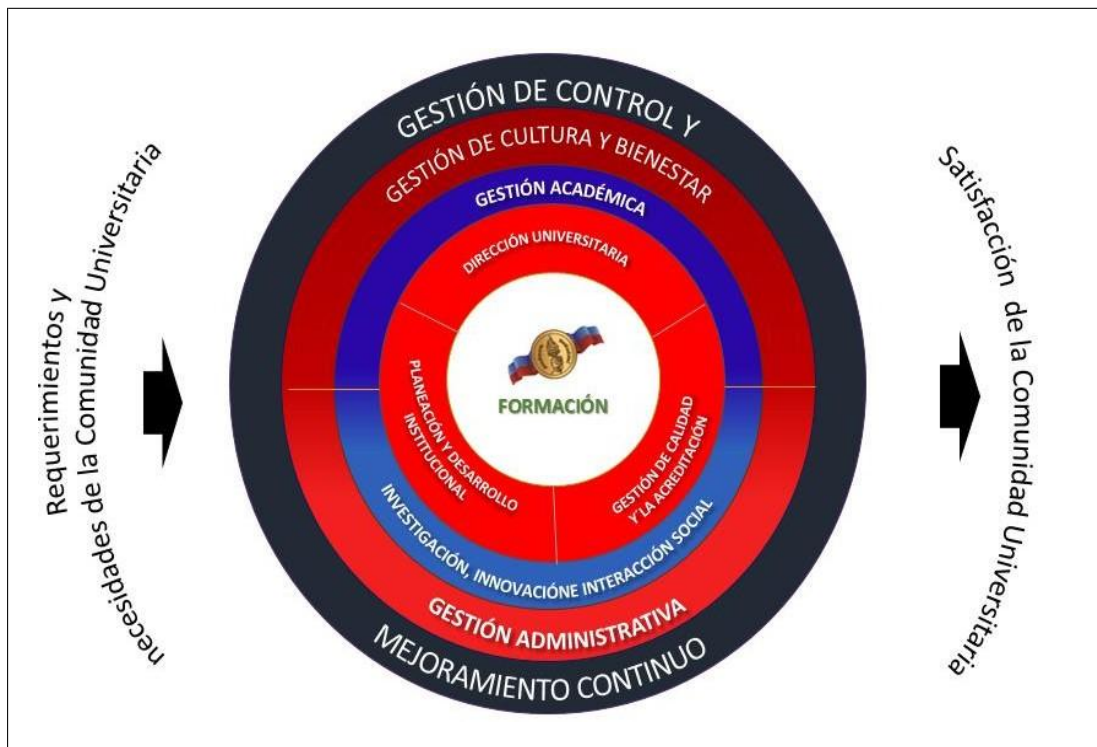 Requerimientos y
necesidades de la Comunidad Universitaria
GESTIÓN DE CONTROL Y
GESTIÓN DE CULTURA Y BIENESTAR
GESTIÓN ACADÉMICA
DIRECCIÓN UNIVERSITARIA
PLANEACIÓN Y DESARROLLO
INSTITUCIONAL
FORMACIÓN
GESTIÓN DE CALIDAD
Y´LA ACREDITACIÓN
INVESTIGACIÓN, INNOVACIÓNE INTERACCIÓN SOCIAL
GESTIÓN ADMINISTRATIVA
MEJORAMIENTO CONTINUO
Satisfacción de la Comunidad Universitaria